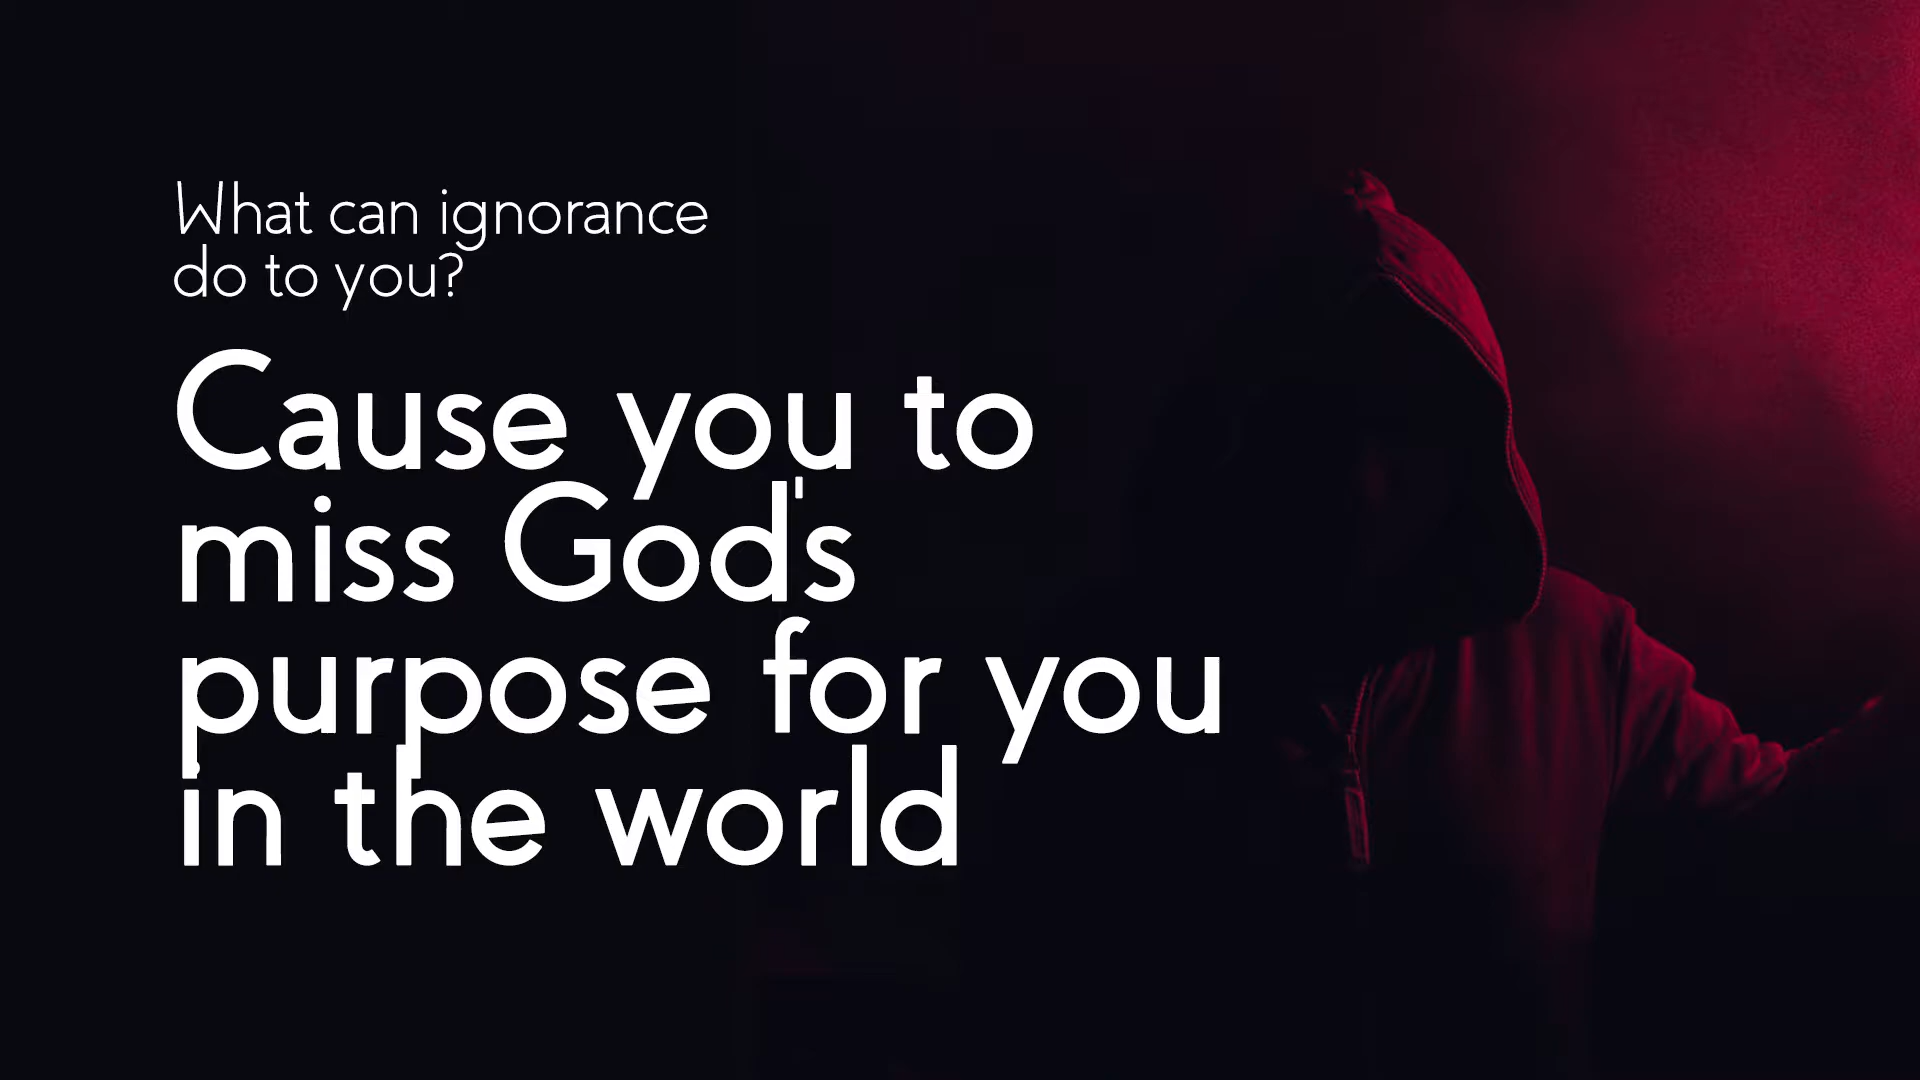 What can ignorance
do to you?
Cause you to
miss God's
purpose for you
in the world